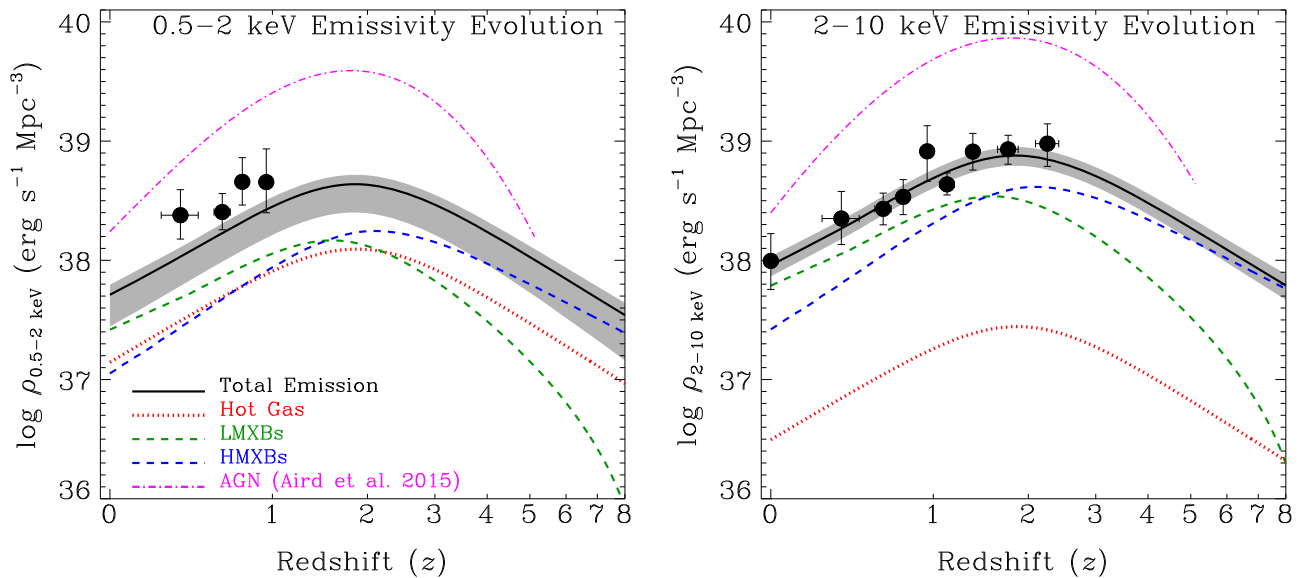 0.5−2 keV Emissivity Evolution
40
39
38
37
36
log ρ0.5−2 keV (erg s−1 Mpc−3)
Total Emission
Hot Gas
LMXBs
HMXBs
AGN (Aird et al. 2015)
0 1 2 3 4 5 6 7 8
Redshift (z)
2−10 keV Emissivity Evolution
40
39
38
37
36
log ρ2−10 keV (erg s−1 Mpc−3)
0 1 2 3 4 5 6 7 8
Redshift (z)